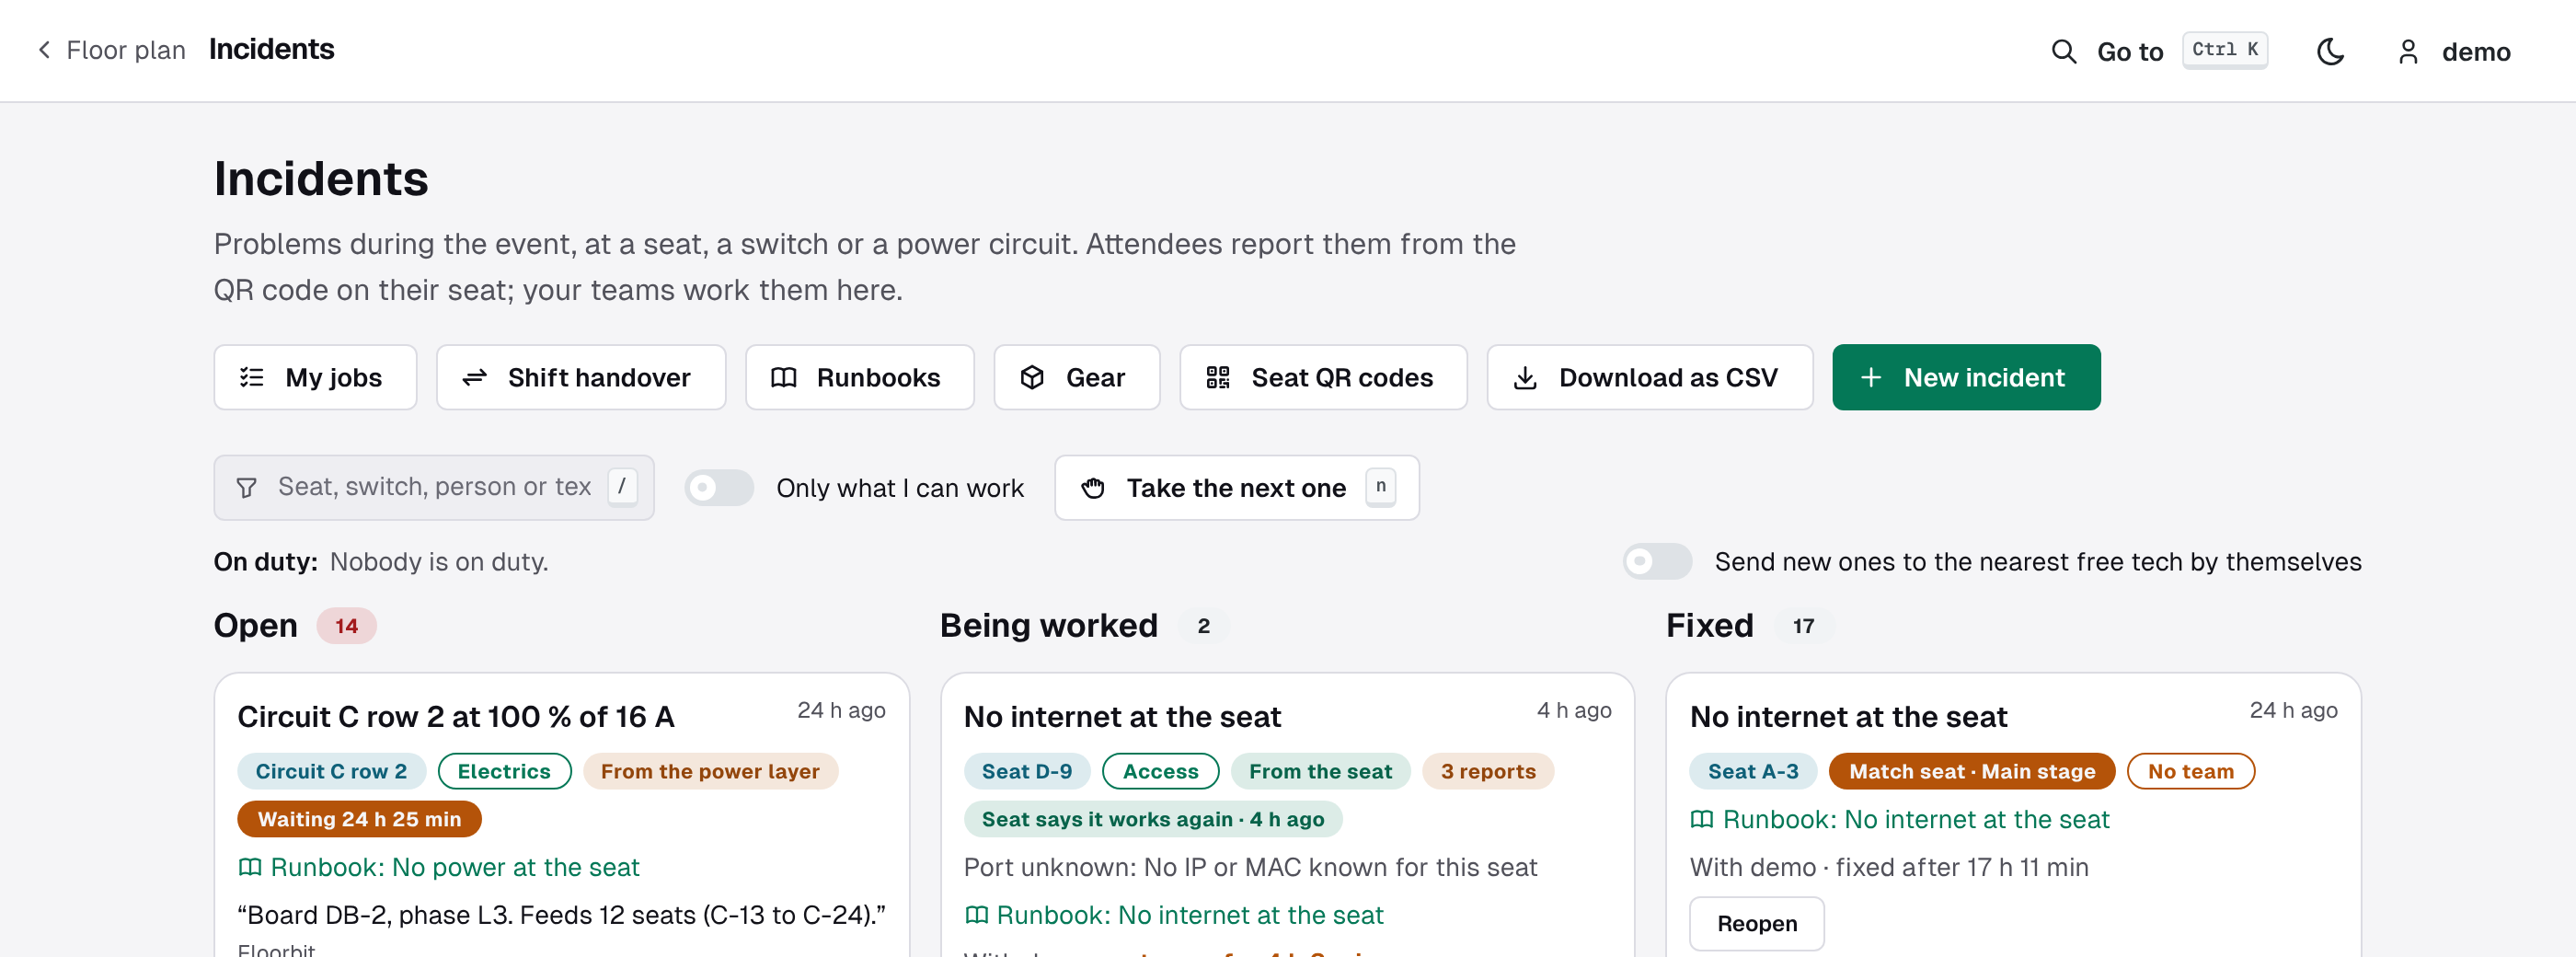 Floor plan Incidents Go to Ctrl K demo
Incidents
Problems during the event, at a seat, a switch or a power circuit. Attendees report them from the
QR code on their seat; your teams work them here.
My jobs Shift handover Runbooks Gear Seat QR codes Download as CSV New incident
Seat, switch, person or tex / Only what I can work Take the next one n
On duty: Nobody is on duty. Send new ones to the nearest free tech by themselves
Open 14
Circuit C row 2 at 100 % of 16 A 24 h ago
Circuit C row 2 Electrics From the power layer
Waiting 24 h 25 min
Runbook: No power at the seat
“Board DB-2, phase L3. Feeds 12 seats (C-13 to C-24).”
Floorbit
Being worked 2
No internet at the seat 4 h ago
Seat D-9 Access From the seat 3 reports
Seat says it works again · 4 h ago
Port unknown: No IP or MAC known for this seat
Runbook: No internet at the seat
Fixed 17
No internet at the seat 24 h ago
Seat A-3 Match seat · Main stage No team
Runbook: No internet at the seat
With demo · fixed after 17 h 11 min
Reopen